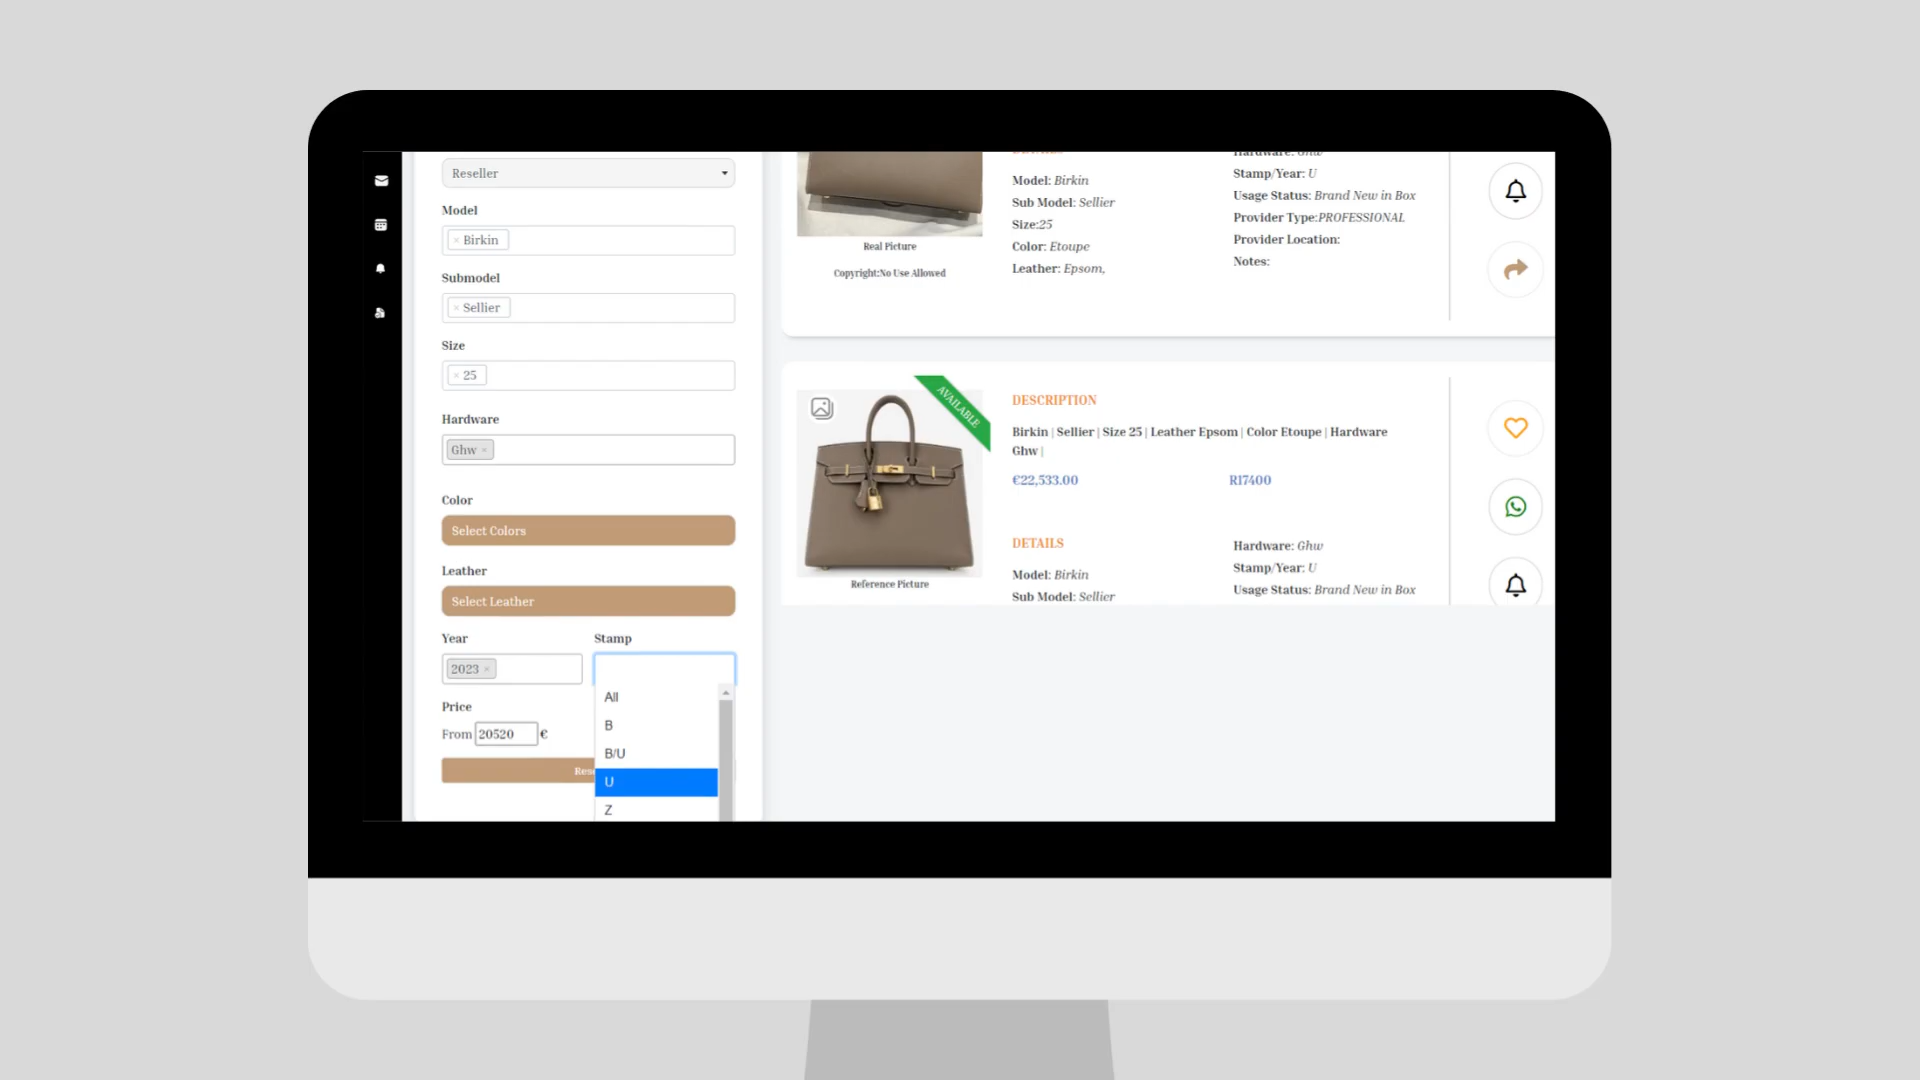 Reseller
Model
× Birkin
Submodel
× Sellier
Size
× 25
Hardware
Ghw ×
Color
Select Colors
Leather
Select Leather
Year
Stamp
2023 ×
All
B
B/U
U
Z
Price
From 20520 €
Real Picture
Copyright:No Use Allowed
Model: Birkin
Sub Model: Sellier
Size:25
Color: Etoupe
Leather: Epsom,
Hardware: Ghw
Stamp/Year: U
Usage Status: Brand New in Box
Provider Type:PROFESSIONAL
Provider Location:
Notes:
AVAILABLE
Reference Picture
DESCRIPTION
Birkin | Sellier | Size 25 | Leather Epsom | Color Etoupe | Hardware
Ghw |
€22,533.00
R17400
DETAILS
Model: Birkin
Sub Model: Sellier
Hardware: Ghw
Stamp/Year: U
Usage Status: Brand New in Box